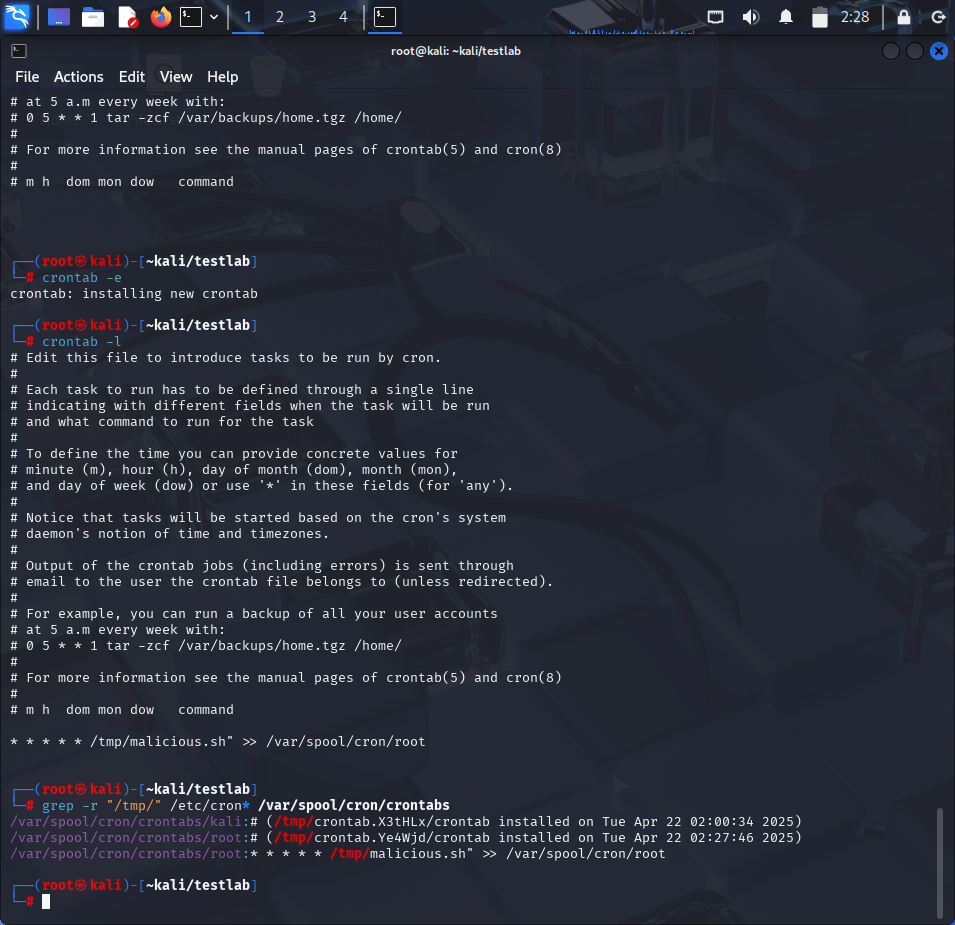 1 2 3 4 2:28
root@kali: ~kali/testlab
File Actions Edit View Help
# at 5 a.m every week with:
# 0 5 * * 1 tar -zcf /var/backups/home.tgz /home/
#
# For more information see the manual pages of crontab(5) and cron(8)
#
# m h  dom mon dow   command
┌──(root㉿kali)-[~kali/testlab]
└─# crontab -e
crontab: installing new crontab
┌──(root㉿kali)-[~kali/testlab]
└─# crontab -l
# Edit this file to introduce tasks to be run by cron.
#
# Each task to run has to be defined through a single line
# indicating with different fields when the task will be run
# and what command to run for the task
#
# To define the time you can provide concrete values for
# minute (m), hour (h), day of month (dom), month (mon),
# and day of week (dow) or use '*' in these fields (for 'any').
#
# Notice that tasks will be started based on the cron's system
# daemon's notion of time and timezones.
#
# Output of the crontab jobs (including errors) is sent through
# email to the user the crontab file belongs to (unless redirected).
#
# For example, you can run a backup of all your user accounts
# at 5 a.m every week with:
# 0 5 * * 1 tar -zcf /var/backups/home.tgz /home/
#
# For more information see the manual pages of crontab(5) and cron(8)
#
# m h  dom mon dow   command
* * * * * /tmp/malicious.sh" >> /var/spool/cron/root
┌──(root㉿kali)-[~kali/testlab]
└─# grep -r "/tmp/" /etc/cron* /var/spool/cron/crontabs
/var/spool/cron/crontabs/kali:# (/tmp/crontab.X3tHLx/crontab installed on Tue Apr 22 02:00:34 2025)
/var/spool/cron/crontabs/root:# (/tmp/crontab.Ye4Wjd/crontab installed on Tue Apr 22 02:27:46 2025)
/var/spool/cron/crontabs/root:* * * * * /tmp/malicious.sh" >> /var/spool/cron/root
┌──(root㉿kali)-[~kali/testlab]
└─#